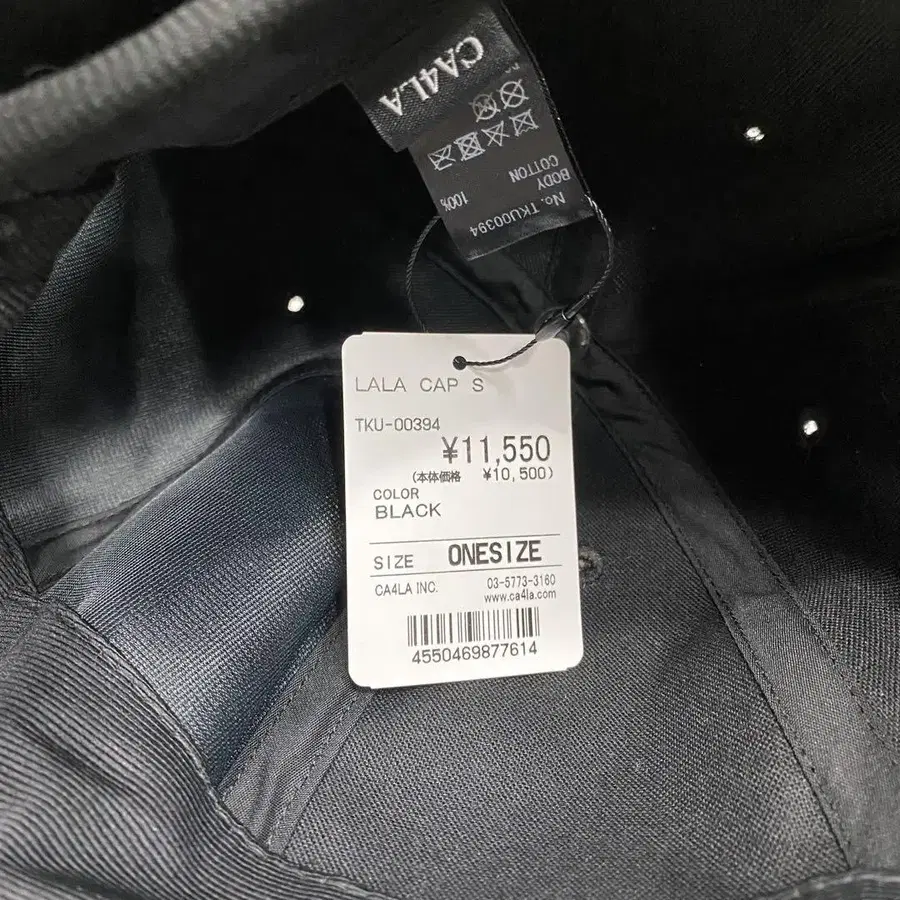 CA4LA
No. TKU00394
BODY
COTTON 100%
LALA CAP S
TKU-00394
¥11,550
(本体価格 ¥10,500)
COLOR
BLACK
SIZE ONESIZE
CA4LA INC. 03-5773-3160
www.ca4la.com
4550469877614